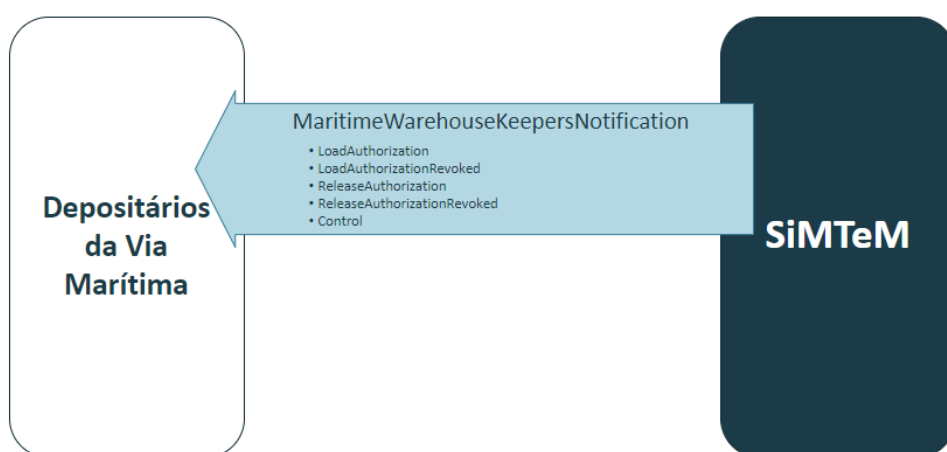 Depositários
da Via
Marítima
MaritimeWarehouseKeepersNotification
• LoadAuthorization
• LoadAuthorizationRevoked
• ReleaseAuthorization
• ReleaseAuthorizationRevoked
• Control
SiMTeM